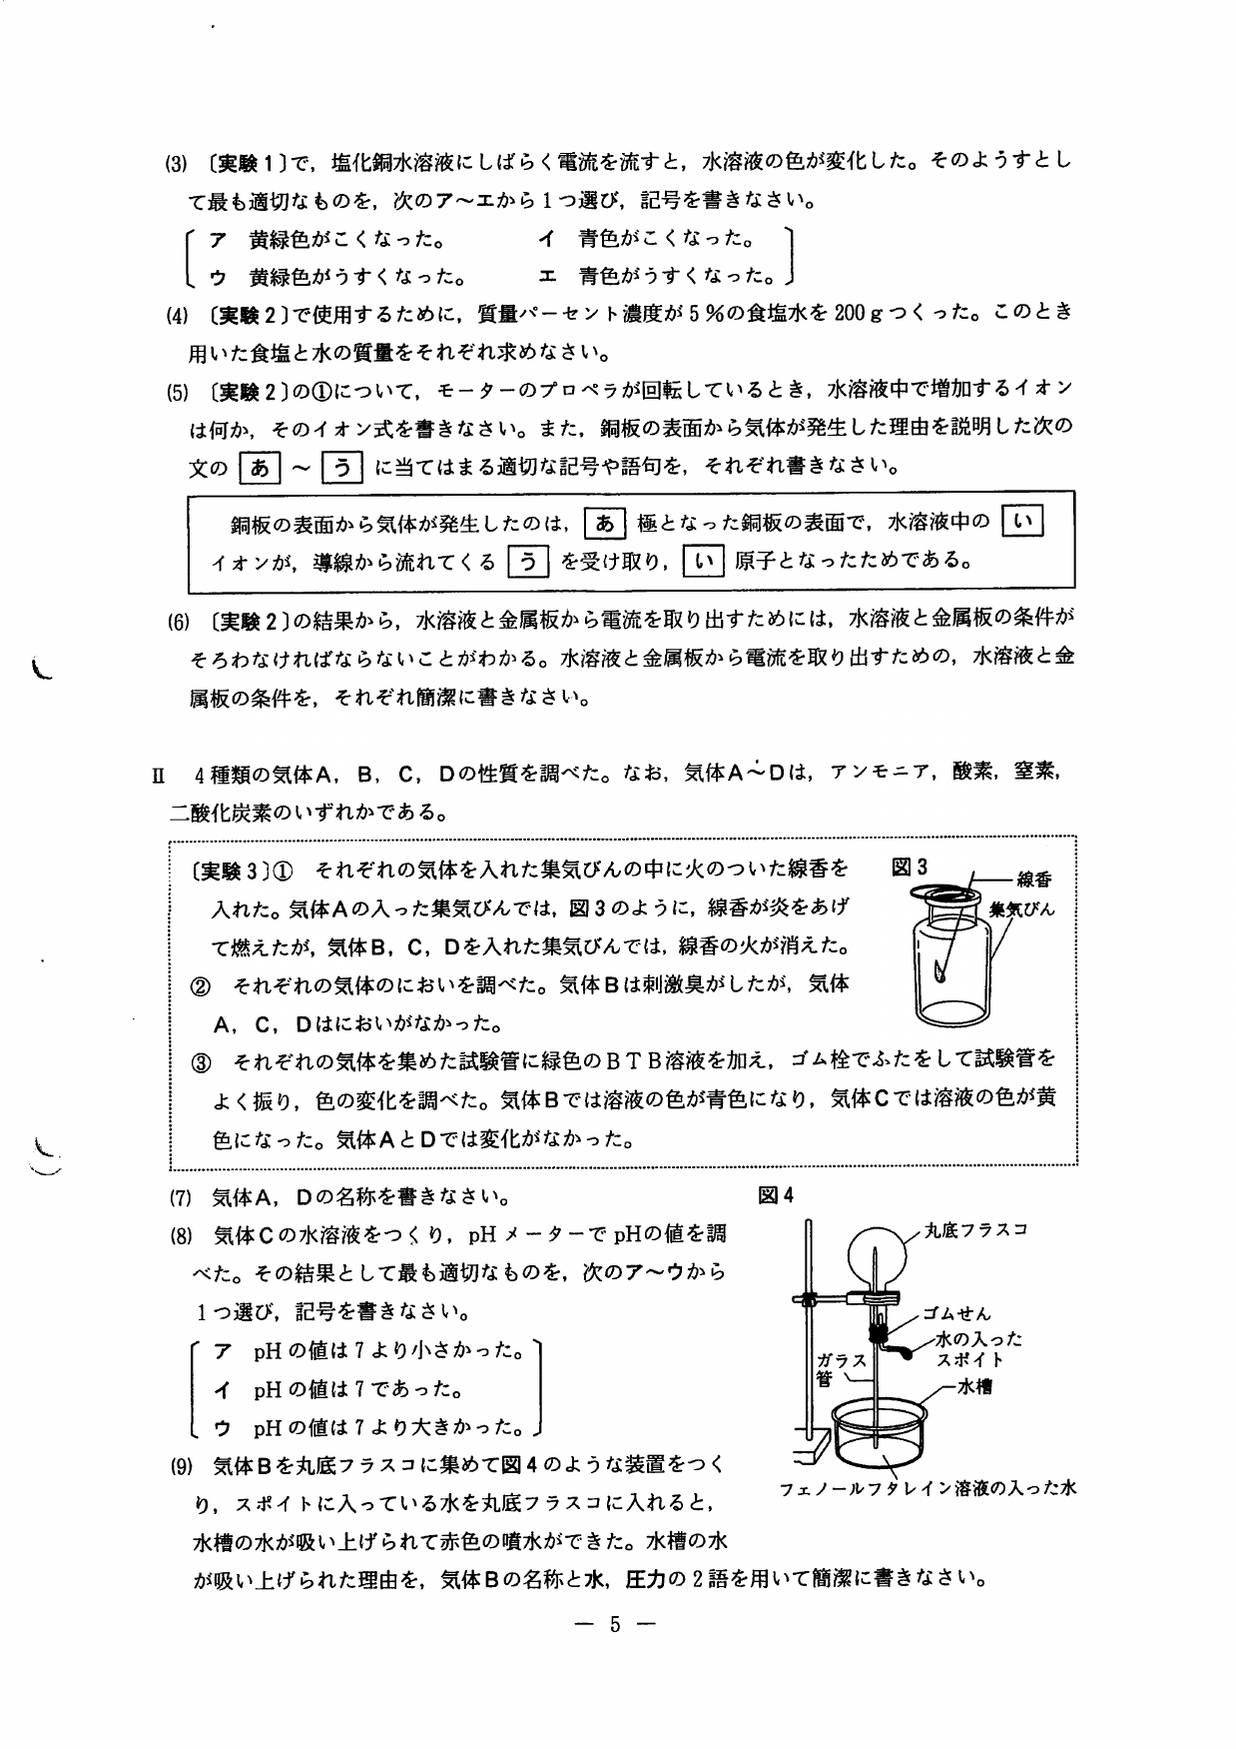 (3) 〔実験1〕で，塩化銅水溶液にしばらく電流を流すと，水溶液の色が変化した。そのようすとし
て最も適切なものを，次のア～エから1つ選び，記号を書きなさい。
ア 黄緑色がこくなった。 イ 青色がこくなった。
ウ 黄緑色がうすくなった。 エ 青色がうすくなった。
(4) 〔実験2〕で使用するために，質量パーセント濃度が5%の食塩水を200gつくった。このとき
用いた食塩と水の質量をそれぞれ求めなさい。
(5) 〔実験2〕の①について，モーターのプロペラが回転しているとき，水溶液中で増加するイオン
は何か，そのイオン式を書きなさい。また，銅板の表面から気体が発生した理由を説明した次の
文の あ ～ う に当てはまる適切な記号や語句を，それぞれ書きなさい。
銅板の表面から気体が発生したのは， あ 極となった銅板の表面で，水溶液中の い
イオンが，導線から流れてくる う を受け取り， い 原子となったためである。
(6) 〔実験2〕の結果から，水溶液と金属板から電流を取り出すためには，水溶液と金属板の条件が
そろわなければならないことがわかる。水溶液と金属板から電流を取り出すための，水溶液と金
属板の条件を，それぞれ簡潔に書きなさい。
Ⅱ 4種類の気体A，B，C，Dの性質を調べた。なお，気体A～Dは，アンモニア，酸素，窒素，
二酸化炭素のいずれかである。
〔実験3〕① それぞれの気体を入れた集気びんの中に火のついた線香を
入れた。気体Aの入った集気びんでは，図3のように，線香が炎をあげ
て燃えたが，気体B，C，Dを入れた集気びんでは，線香の火が消えた。
② それぞれの気体のにおいを調べた。気体Bは刺激臭がしたが，気体
A，C，Dはにおいがなかった。
③ それぞれの気体を集めた試験管に緑色のBTB溶液を加え，ゴム栓でふたをして試験管を
よく振り，色の変化を調べた。気体Bでは溶液の色が青色になり，気体Cでは溶液の色が黄
色になった。気体AとDでは変化がなかった。
図3
線香
集気びん
(7) 気体A，Dの名称を書きなさい。
(8) 気体Cの水溶液をつくり，pHメーターでpHの値を調
べた。その結果として最も適切なものを，次のア～ウから
1つ選び，記号を書きなさい。
ア pHの値は7より小さかった。
イ pHの値は7であった。
ウ pHの値は7より大きかった。
(9) 気体Bを丸底フラスコに集めて図4のような装置をつく
り，スポイトに入っている水を丸底フラスコに入れると，
水槽の水が吸い上げられて赤色の噴水ができた。水槽の水
が吸い上げられた理由を，気体Bの名称と水，圧力の2語を用いて簡潔に書きなさい。
図4
丸底フラスコ
ゴムせん
水の入った
スポイト
ガラス
管
水槽
フェノールフタレイン溶液の入った水
― 5 ―